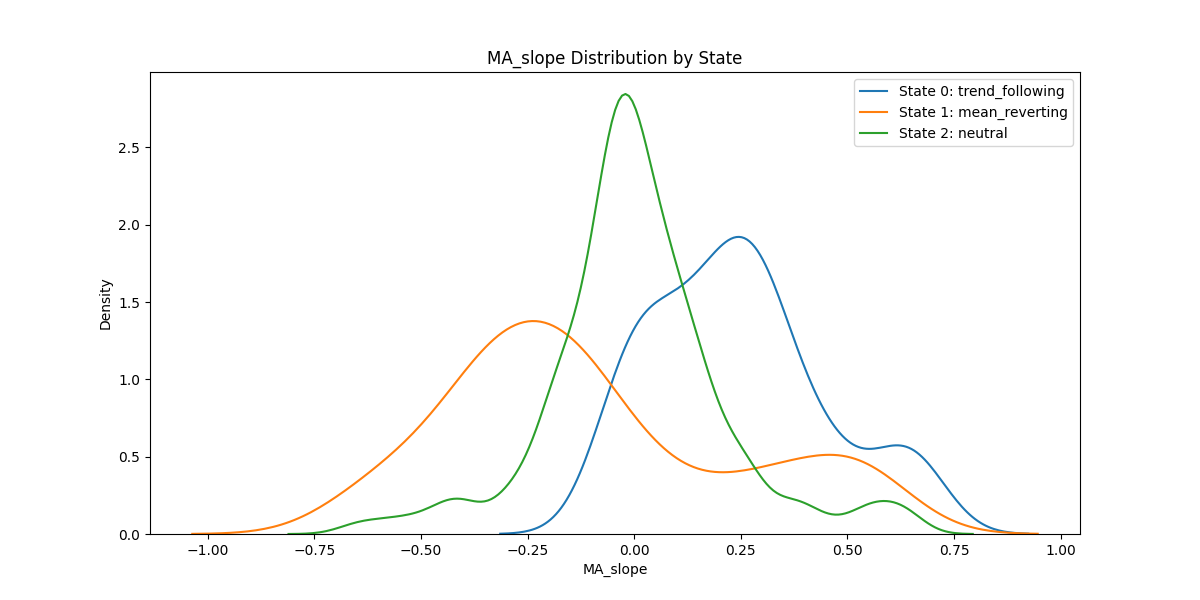 MA_slope Distribution by State
State 0: trend_following
State 1: mean_reverting
State 2: neutral
Density
2.5
2.0
1.5
1.0
0.5
0.0
−1.00 −0.75 −0.50 −0.25 0.00 0.25 0.50 0.75 1.00
MA_slope